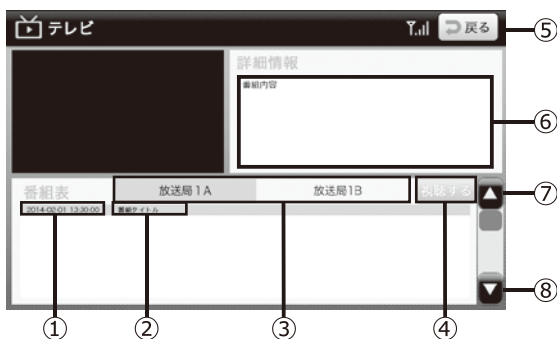 テレビ
戻る
⑤
詳細情報
番組内容
⑥
番組表
放送局1A
放送局1B
視聴する
⑦
2014-02-01 13:30:00
番組タイトル
⑧
①
②
③
④